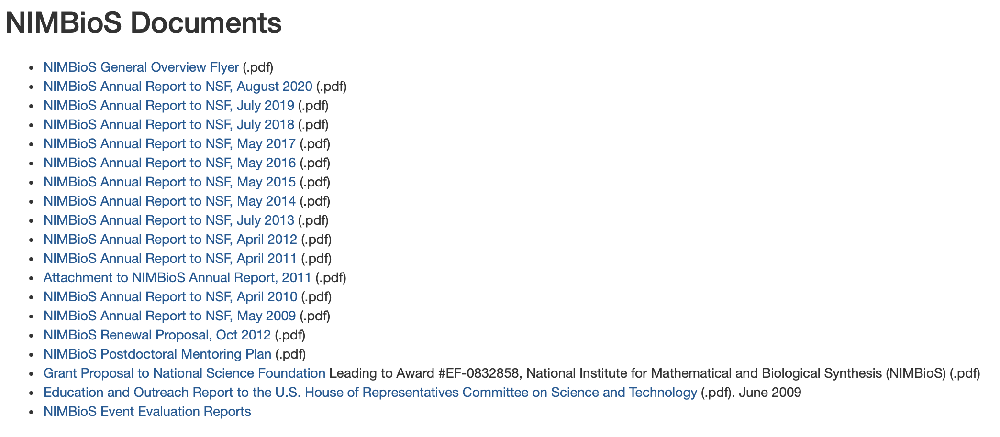 NIMBioS Documents
• NIMBioS General Overview Flyer (.pdf)
• NIMBioS Annual Report to NSF, August 2020 (.pdf)
• NIMBioS Annual Report to NSF, July 2019 (.pdf)
• NIMBioS Annual Report to NSF, July 2018 (.pdf)
• NIMBioS Annual Report to NSF, May 2017 (.pdf)
• NIMBioS Annual Report to NSF, May 2016 (.pdf)
• NIMBioS Annual Report to NSF, May 2015 (.pdf)
• NIMBioS Annual Report to NSF, May 2014 (.pdf)
• NIMBioS Annual Report to NSF, July 2013 (.pdf)
• NIMBioS Annual Report to NSF, April 2012 (.pdf)
• NIMBioS Annual Report to NSF, April 2011 (.pdf)
• Attachment to NIMBioS Annual Report, 2011 (.pdf)
• NIMBioS Annual Report to NSF, April 2010 (.pdf)
• NIMBioS Annual Report to NSF, May 2009 (.pdf)
• NIMBioS Renewal Proposal, Oct 2012 (.pdf)
• NIMBioS Postdoctoral Mentoring Plan (.pdf)
• Grant Proposal to National Science Foundation Leading to Award #EF-0832858, National Institute for Mathematical and Biological Synthesis (NIMBioS) (.pdf)
• Education and Outreach Report to the U.S. House of Representatives Committee on Science and Technology (.pdf). June 2009
• NIMBioS Event Evaluation Reports